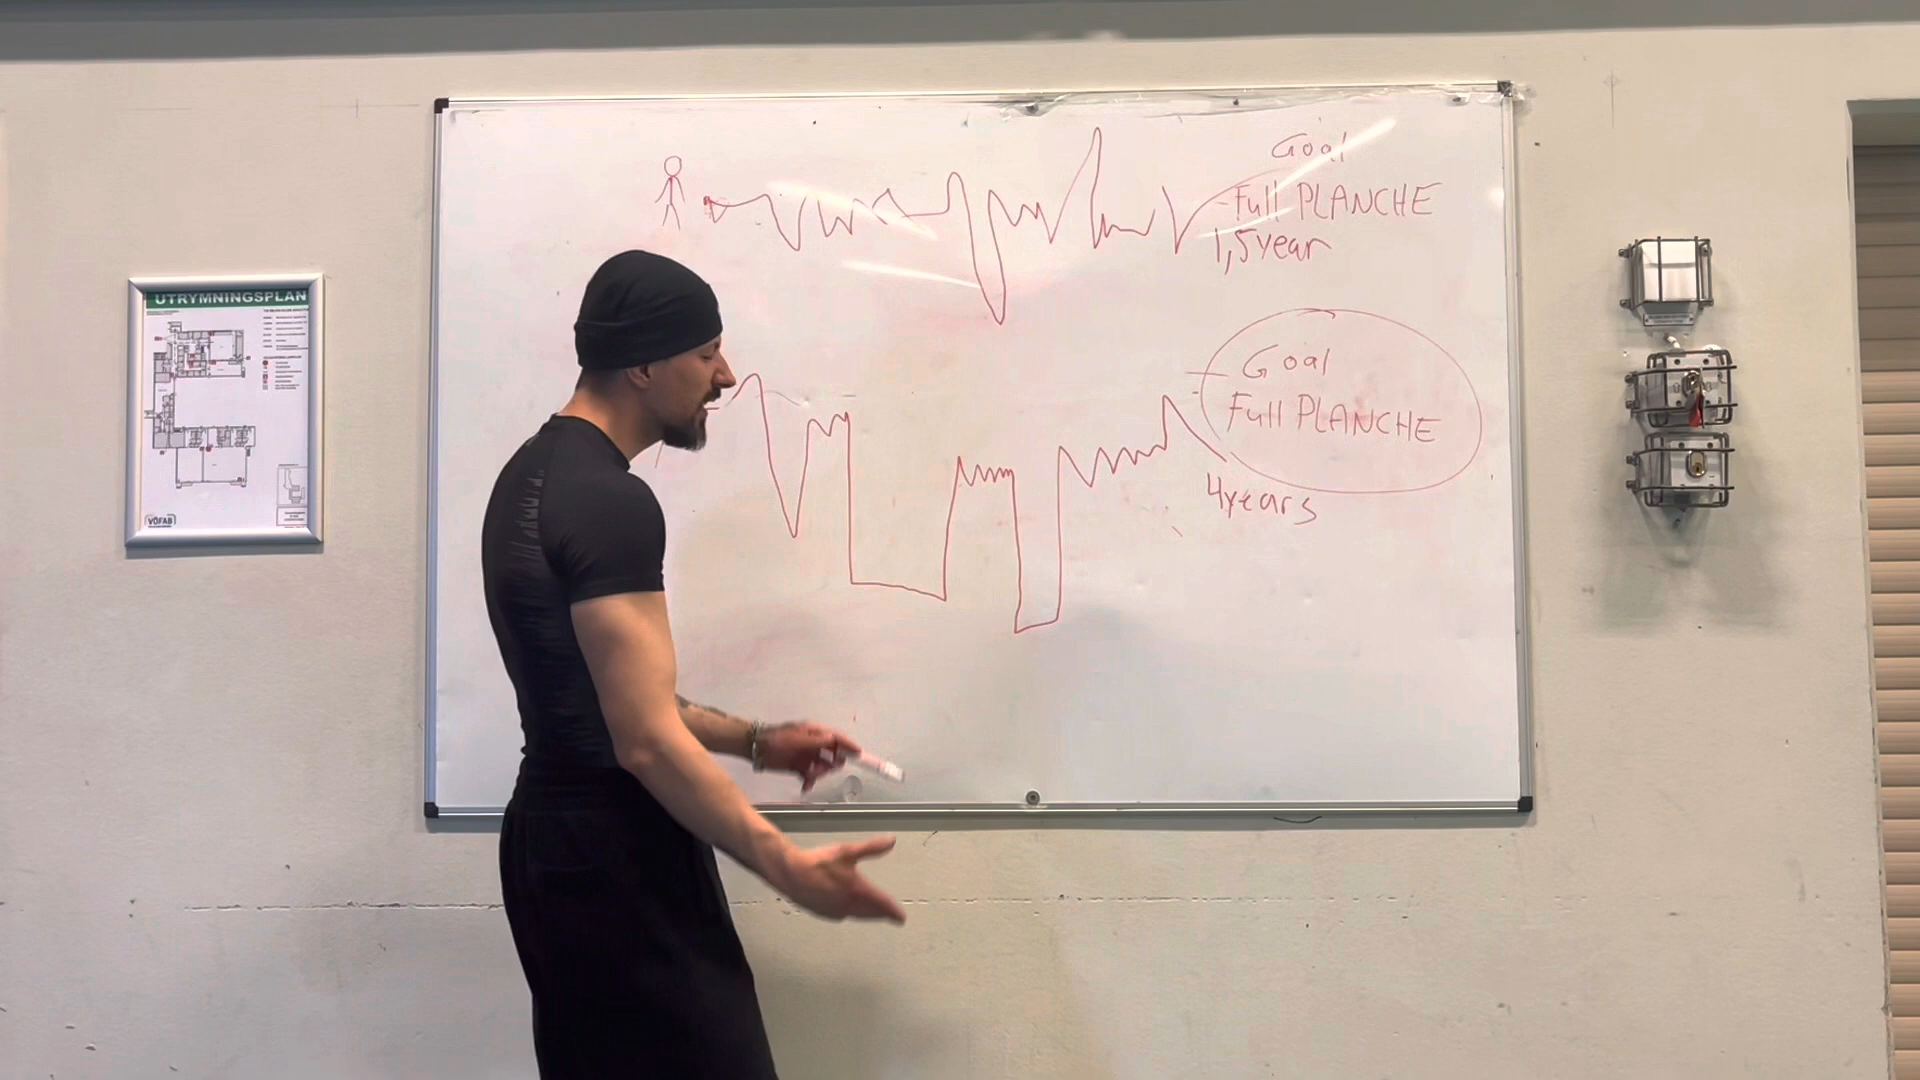 UTRYMNINGSPLAN
VÖFAB
Goal
-Full PLANCHE
1,5year
Goal
Full PLANCHE
4years